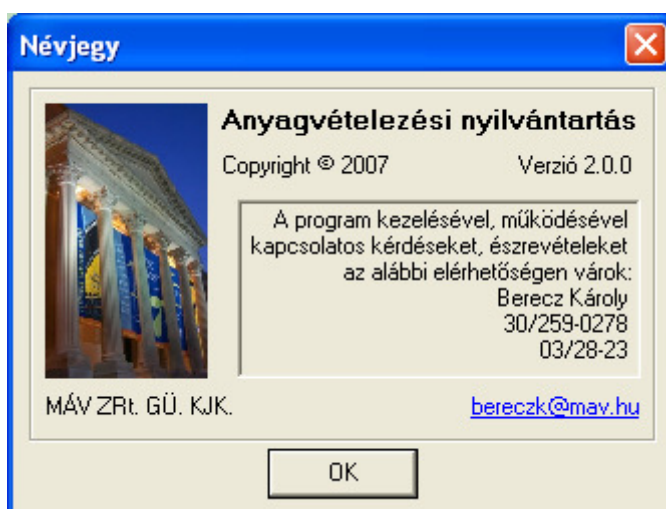 Névjegy
Anyagvételezési nyilvántartás
Copyright © 2007 Verzió 2.0.0
A program kezelésével, működésével
kapcsolatos kérdéseket, észrevételeket
az alábbi elérhetőségen várok:
Berecz Károly
30/259-0278
03/28-23
MÁV ZRt. GÜ. KJK. bereczk@mav.hu
OK